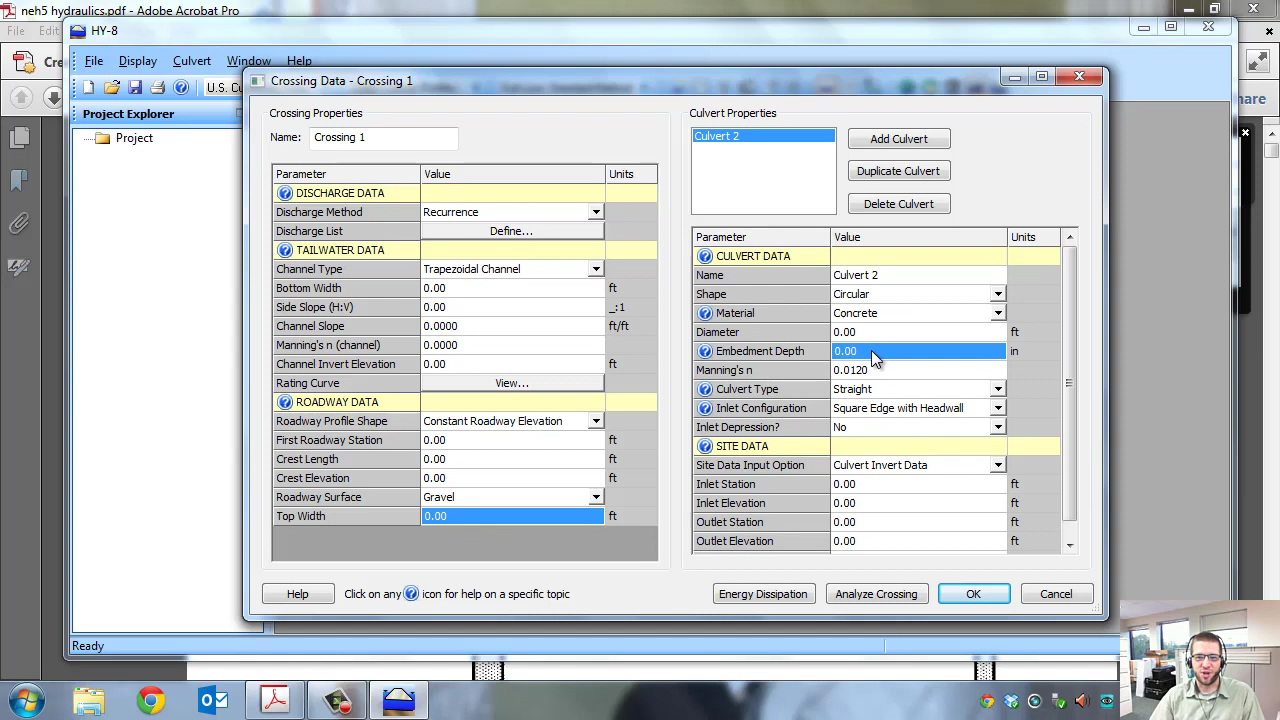 neh5 hydraulics.pdf - Adobe Acrobat Pro
File
HY-8
Cre
File Display Culvert Window
U.S. Cu
hare
Project Explorer
Project
Crossing Data - Crossing 1
Crossing Properties
Name: Crossing 1
Parameter Value Units
DISCHARGE DATA
Discharge Method Recurrence
Discharge List Define...
TAILWATER DATA
Channel Type Trapezoidal Channel
Bottom Width 0.00 ft
Side Slope (H:V) 0.00 _:1
Channel Slope 0.0000 ft/ft
Manning's n (channel) 0.0000
Channel Invert Elevation 0.00 ft
Rating Curve View...
ROADWAY DATA
Roadway Profile Shape Constant Roadway Elevation
First Roadway Station 0.00 ft
Crest Length 0.00 ft
Crest Elevation 0.00 ft
Roadway Surface Gravel
Top Width 0.00 ft
Culvert Properties
Culvert 2
Add Culvert
Duplicate Culvert
Delete Culvert
Parameter Value Units
CULVERT DATA
Name Culvert 2
Shape Circular
Material Concrete
Diameter 0.00 ft
Embedment Depth 0.00 in
Manning's n 0.0120
Culvert Type Straight
Inlet Configuration Square Edge with Headwall
Inlet Depression? No
SITE DATA
Site Data Input Option Culvert Invert Data
Inlet Station 0.00 ft
Inlet Elevation 0.00 ft
Outlet Station 0.00 ft
Outlet Elevation 0.00 ft
Help Click on any ? icon for help on a specific topic
Energy Dissipation Analyze Crossing OK Cancel
Ready